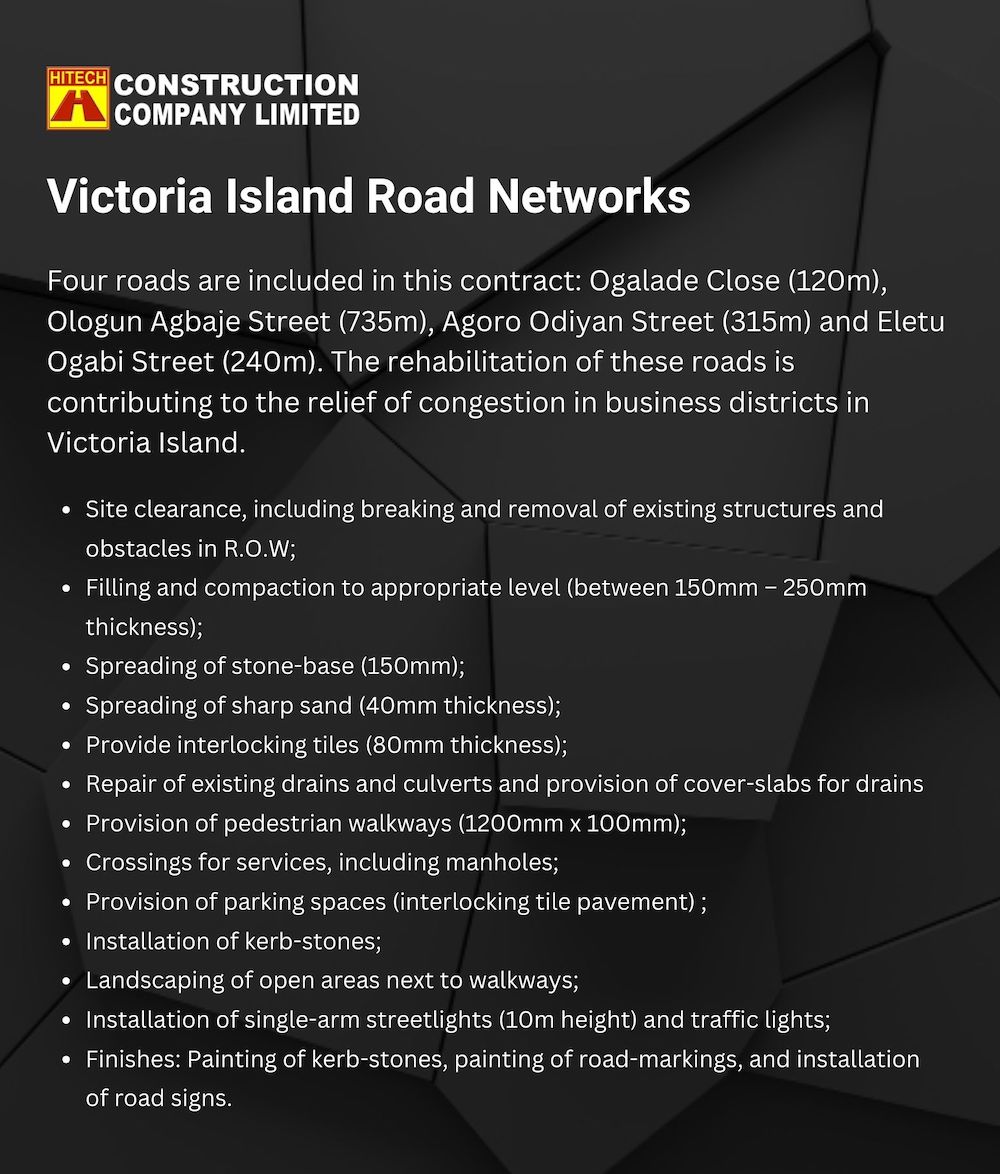 HITECH
CONSTRUCTION
COMPANY LIMITED
Victoria Island Road Networks
Four roads are included in this contract: Ogalade Close (120m),
Ologun Agbaje Street (735m), Agoro Odiyan Street (315m) and Eletu
Ogabi Street (240m). The rehabilitation of these roads is
contributing to the relief of congestion in business districts in
Victoria Island.
• Site clearance, including breaking and removal of existing structures and
obstacles in R.O.W;
• Filling and compaction to appropriate level (between 150mm – 250mm
thickness);
• Spreading of stone-base (150mm);
• Spreading of sharp sand (40mm thickness);
• Provide interlocking tiles (80mm thickness);
• Repair of existing drains and culverts and provision of cover-slabs for drains
• Provision of pedestrian walkways (1200mm x 100mm);
• Crossings for services, including manholes;
• Provision of parking spaces (interlocking tile pavement) ;
• Installation of kerb-stones;
• Landscaping of open areas next to walkways;
• Installation of single-arm streetlights (10m height) and traffic lights;
• Finishes: Painting of kerb-stones, painting of road-markings, and installation
of road signs.